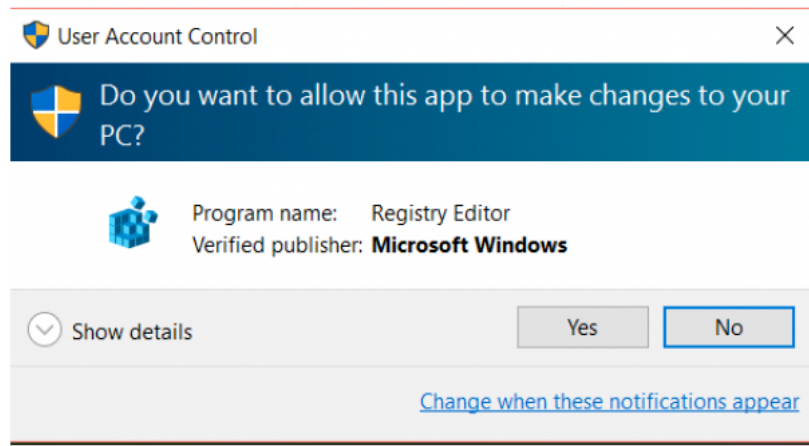 User Account Control
Do you want to allow this app to make changes to your
PC?
Program name: Registry Editor
Verified publisher: Microsoft Windows
Show details
Yes
No
Change when these notifications appear